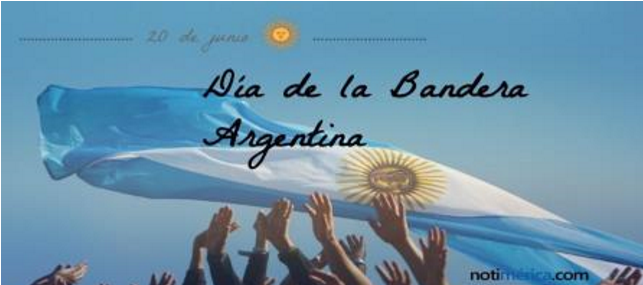 20 de junio
Día de la Bandera
Argentina
notimérica.com